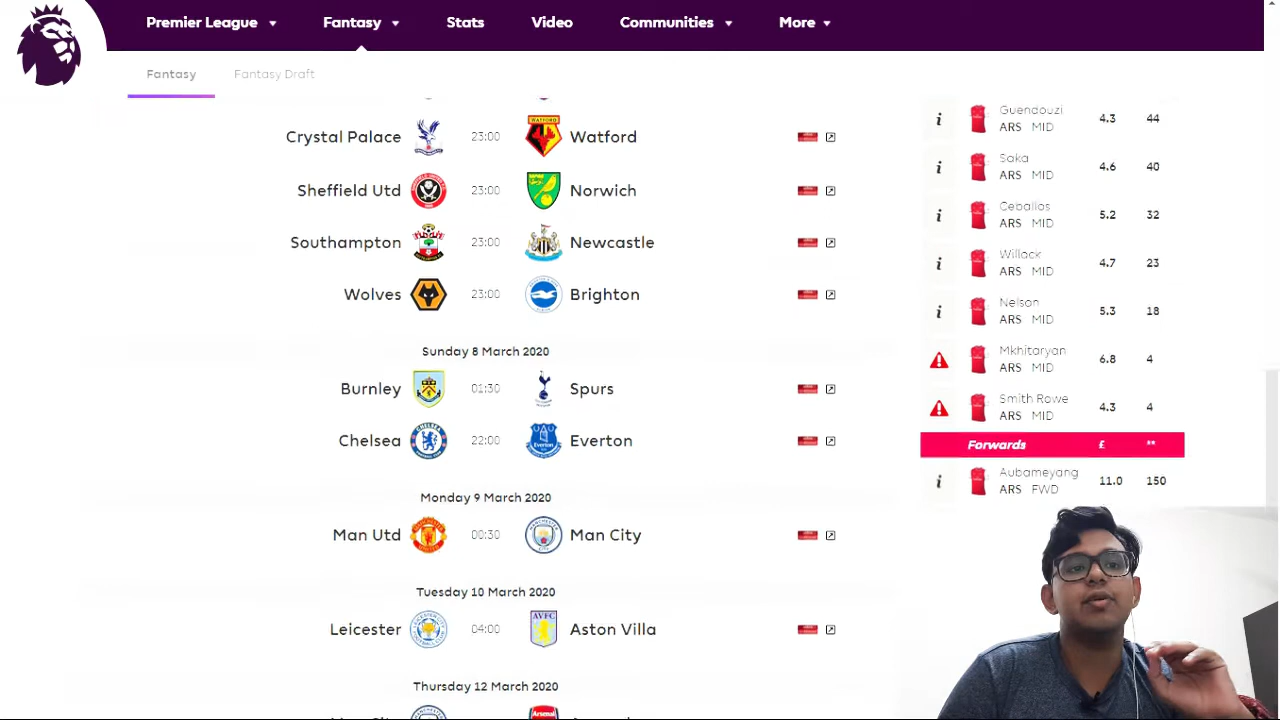 Premier League Fantasy Stats Video Communities More
Fantasy Fantasy Draft
Crystal Palace 23:00 Watford
Sheffield Utd 23:00 Norwich
Southampton 23:00 Newcastle
Wolves 23:00 Brighton
Sunday 8 March 2020
Burnley 01:30 Spurs
Chelsea 22:00 Everton
Monday 9 March 2020
Man Utd 00:30 Man City
Tuesday 10 March 2020
Leicester 04:00 Aston Villa
Thursday 12 March 2020
Guendouzi
ARS MID 4.3 44
Saka
ARS MID 4.6 40
Ceballos
ARS MID 5.2 32
Willock
ARS MID 4.7 23
Nelson
ARS MID 5.3 18
Mkhitaryan
ARS MID 6.8 4
Smith Rowe
ARS MID 4.3 4
Forwards £ **
Aubameyang
ARS FWD 11.0 150
WATFORD
AVFC
Arsenal